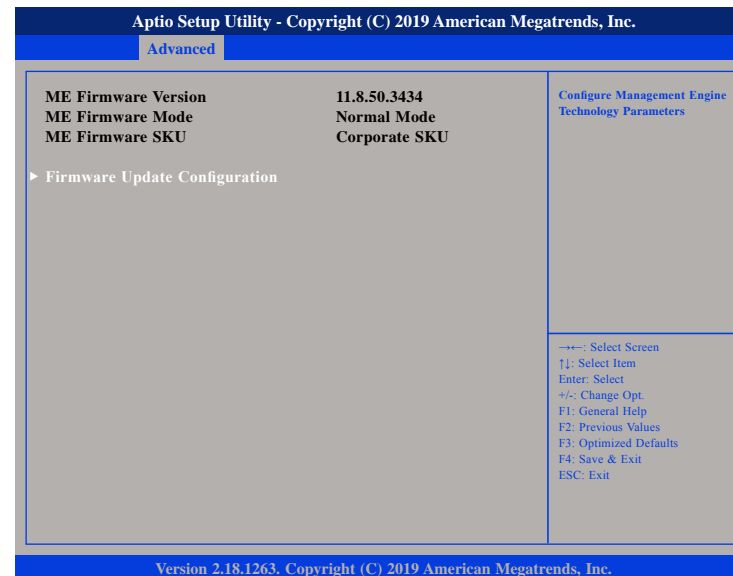 Aptio Setup Utility - Copyright (C) 2019 American Megatrends, Inc.
Advanced
ME Firmware Version 11.8.50.3434
ME Firmware Mode Normal Mode
ME Firmware SKU Corporate SKU
▸ Firmware Update Configuration
Configure Management Engine
Technology Parameters
→←: Select Screen
↑↓: Select Item
Enter: Select
+/-: Change Opt.
F1: General Help
F2: Previous Values
F3: Optimized Defaults
F4: Save & Exit
ESC: Exit
Version 2.18.1263. Copyright (C) 2019 American Megatrends, Inc.